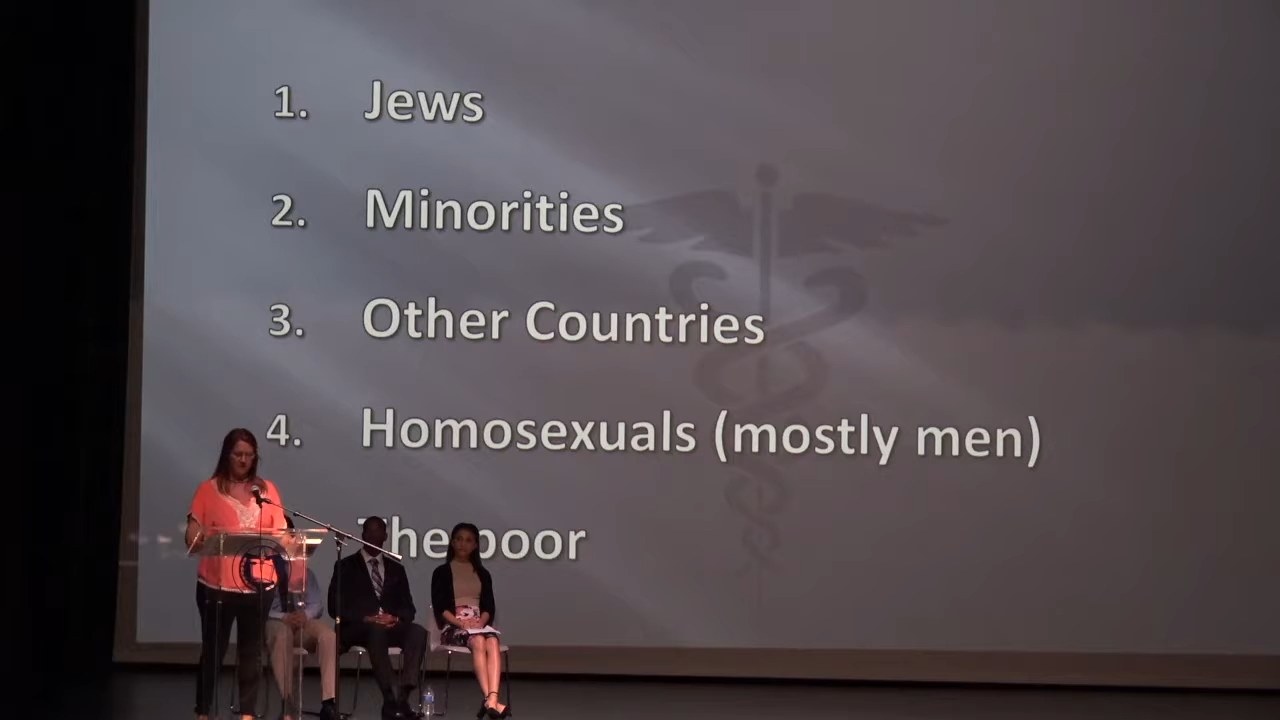 1. Jews
2. Minorities
3. Other Countries
4. Homosexuals (mostly men)
The poor